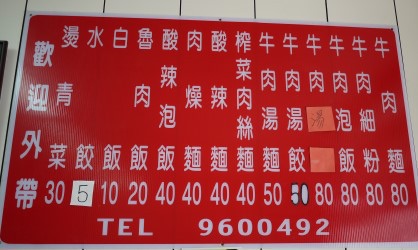 牛肉麵 80
牛肉細粉 80
牛肉泡飯 80
牛肉湯 80
牛肉湯餃
牛肉湯麵 50
榨菜肉絲麵 40
酸辣麵 40
肉燥麵 40
酸辣泡飯 40
魯肉飯 20
白飯 10
水餃 5
燙青菜 30
歡迎外帶
TEL 9600492